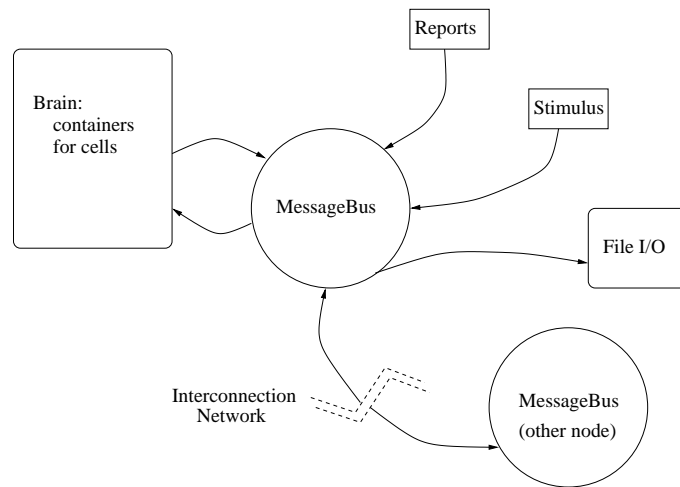 Reports
Brain:
containers
for cells
Stimulus
MessageBus
File I/O
Interconnection
Network
MessageBus
(other node)